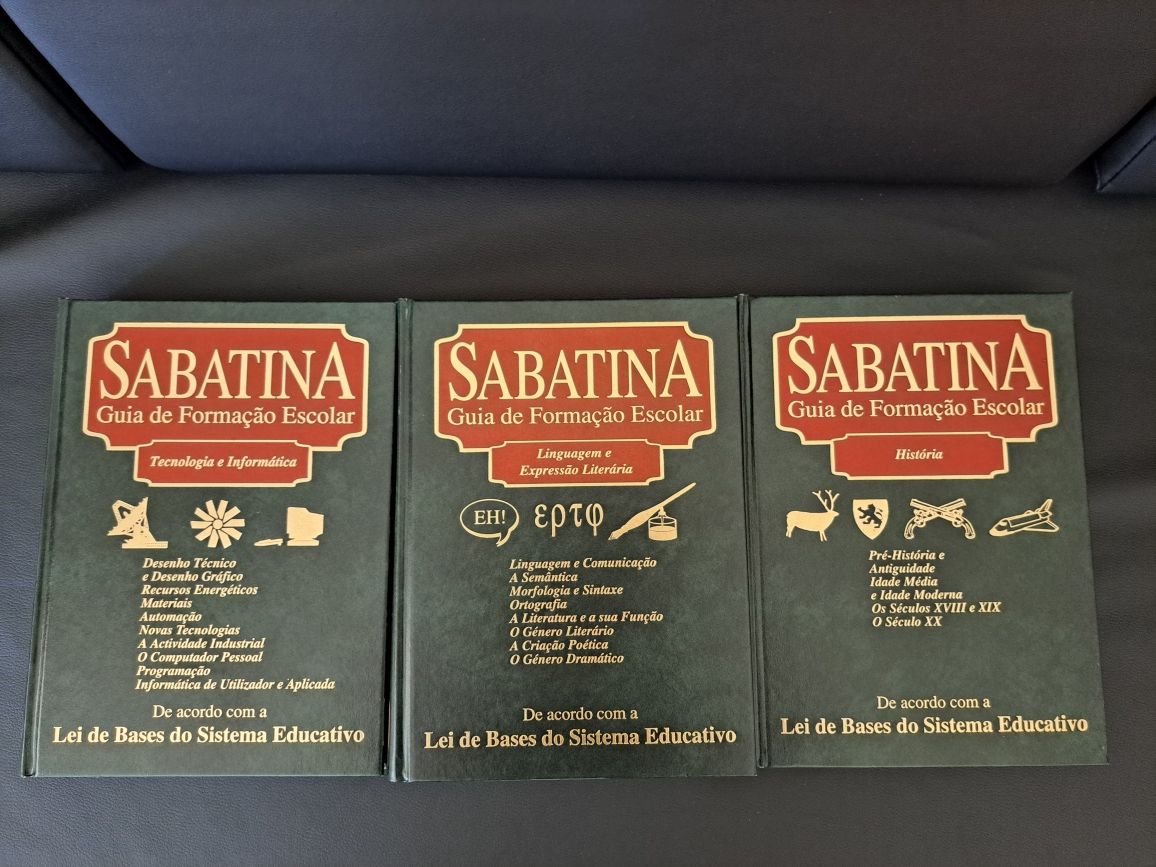 SABATINA
Guia de Formação Escolar
Tecnologia e Informática
Desenho Técnico
e Desenho Gráfico
Recursos Energéticos
Materiais
Automação
Novas Tecnologias
A Actividade Industrial
O Computador Pessoal
Programação
Informática de Utilizador e Aplicada
De acordo com a
Lei de Bases do Sistema Educativo
SABATINA
Guia de Formação Escolar
Linguagem e
Expressão Literária
EH! ερτφ
Linguagem e Comunicação
A Semântica
Morfologia e Sintaxe
Ortografia
A Literatura e a sua Função
O Género Literário
A Criação Poética
O Género Dramático
De acordo com a
Lei de Bases do Sistema Educativo
SABATINA
Guia de Formação Escolar
História
Pré-História e
Antiguidade
Idade Média
e Idade Moderna
Os Séculos XVIII e XIX
O Século XX
De acordo com a
Lei de Bases do Sistema Educativo